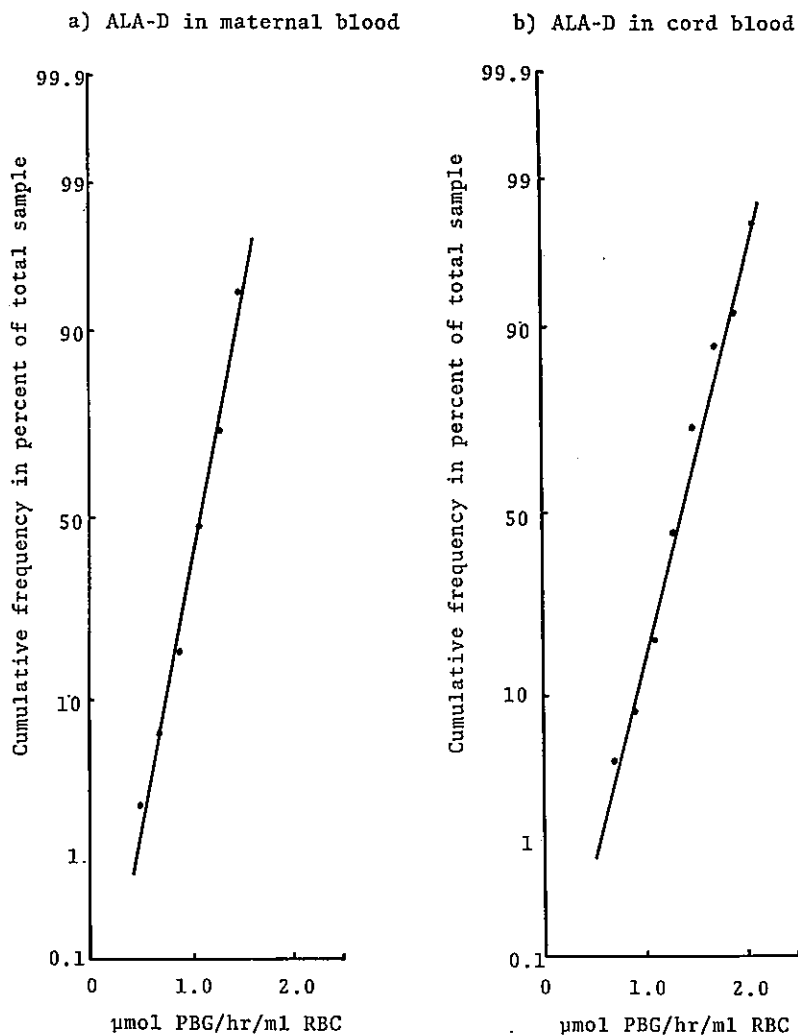 a) ALA-D in maternal blood
99.9
99
90
50
10
1
0.1
Cumulative frequency in percent of total sample
0 1.0 2.0
µmol PBG/hr/ml RBC
b) ALA-D in cord blood
99.9
99
90
50
10
1
0.1
Cumulative frequency in percent of total sample
0 1.0 2.0
µmol PBG/hr/ml RBC